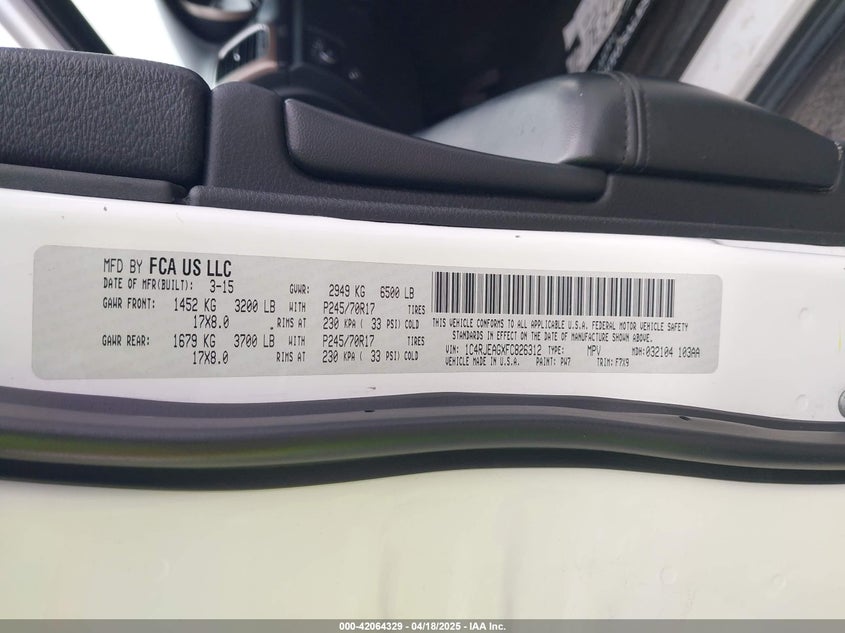 MFD BY FCA US LLC
DATE OF MFR(BUILT): 3-15 GVWR: 2949 KG 6500 LB
GAWR FRONT: 1452 KG 3200 LB WITH P245/70R17 TIRES
17X8.0 RIMS AT 230 KPA ( 33 PSI) COLD
GAWR REAR: 1679 KG 3700 LB WITH P245/70R17 TIRES
17X8.0 RIMS AT 230 KPA ( 33 PSI) COLD
THIS VEHICLE CONFORMS TO ALL APPLICABLE U.S.A. FEDERAL MOTOR VEHICLE SAFETY
STANDARDS IN EFFECT ON THE DATE OF MANUFACTURE SHOWN ABOVE.
VIN: 1C4RJEAGXFC826312 TYPE: MPV MDH:032104 103AA
VEHICLE MADE IN U.S.A. PAINT: PW7 TRIM: F7X9
000-42064329 - 04/18/2025 - IAA Inc.